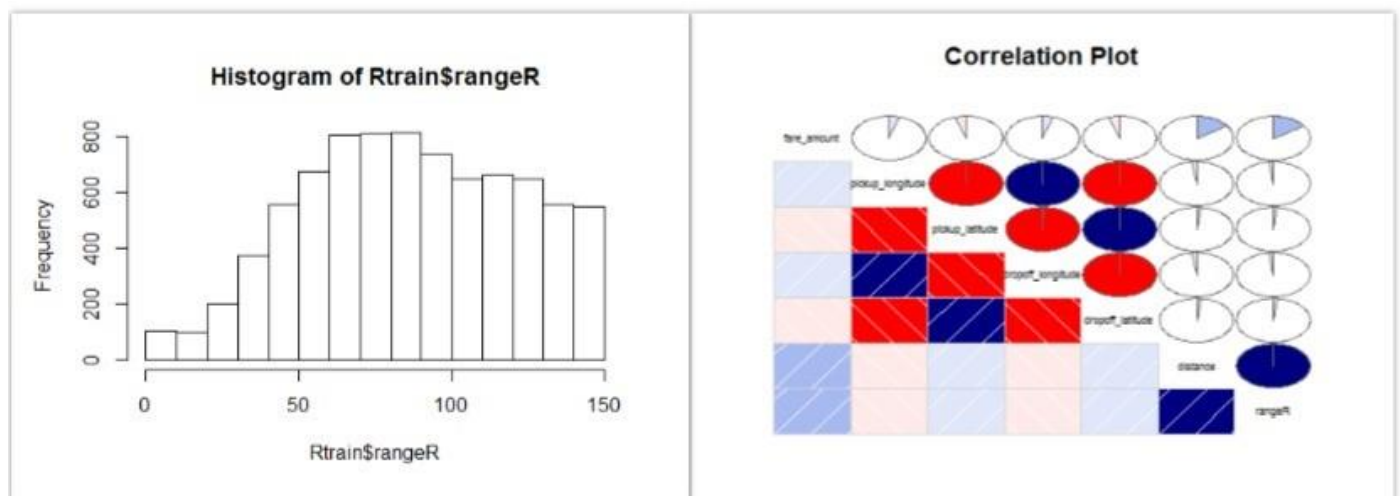 Histogram of Rtrain$rangeR
Frequency
0
200
400
600
800
0
50
100
150
Rtrain$rangeR
Correlation Plot
fare_amount
pickup_longitude
pickup_latitude
dropoff_longitude
dropoff_latitude
distance
rangeR